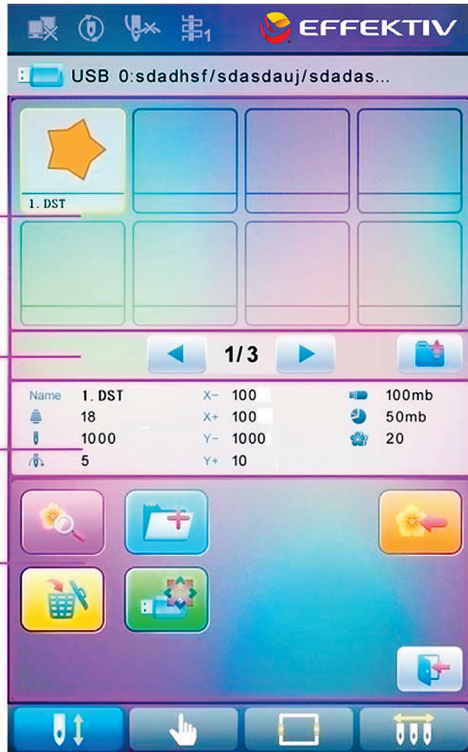 1
EFFEKTIV
USB 0:sdadhsf/sdasdauj/sdadas...
1. DST
1/3
Name 1. DST X- 100 100mb
18 X+ 100 50mb
1000 Y- 1000 20
5 Y+ 10